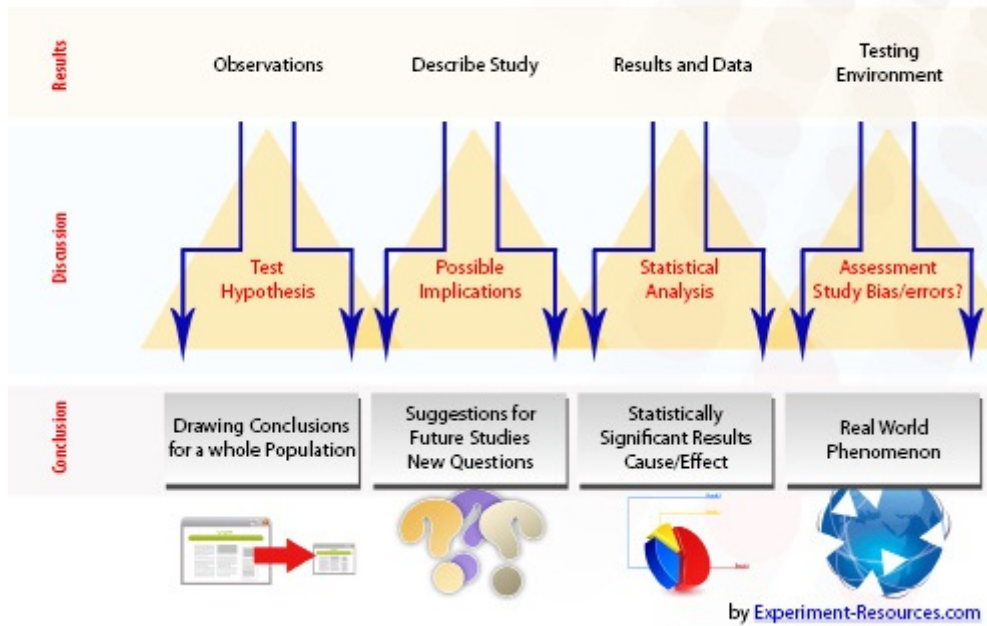 Results
Observations
Describe Study
Results and Data
Testing
Environment
Discussion
Test
Hypothesis
Possible
Implications
Statistical
Analysis
Assessment
Study Bias/errors?
Conclusion
Drawing Conclusions
for a whole Population
Suggestions for
Future Studies
New Questions
Statistically
Significant Results
Cause/Effect
Real World
Phenomenon
by Experiment-Resources.com